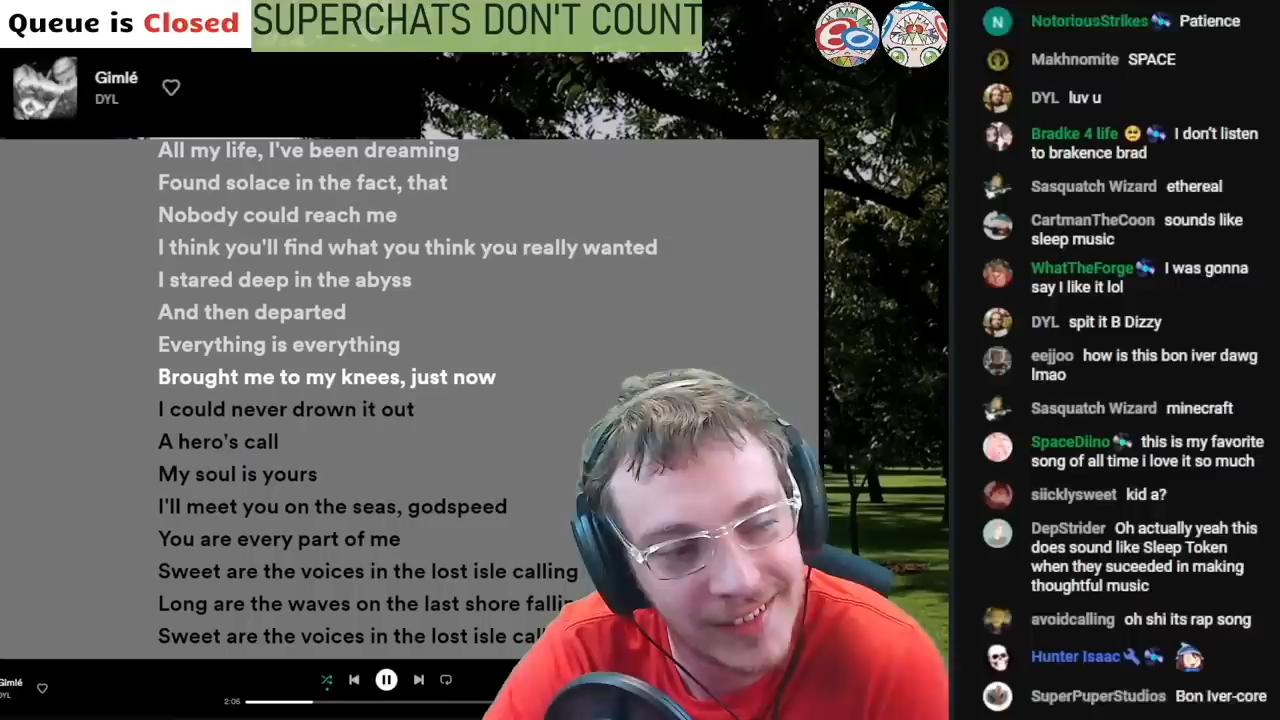 Queue is Closed
SUPERCHATS DON'T COUNT
Gimlé
DYL
All my life, I've been dreaming
Found solace in the fact, that
Nobody could reach me
I think you'll find what you think you really wanted
I stared deep in the abyss
And then departed
Everything is everything
Brought me to my knees, just now
I could never drown it out
A hero's call
My soul is yours
I'll meet you on the seas, godspeed
You are every part of me
Sweet are the voices in the lost isle calling
Long are the waves on the last shore
Sweet are the voices in the lost isle
Gimlé
DYL
2:06
N
NotoriousStrikes Patience
Makhnomite SPACE
DYL luv u
Bradke 4 life I don't listen
to brakence brad
Sasquatch Wizard ethereal
CartmanTheCoon sounds like
sleep music
WhatTheForge I was gonna
say I like it lol
DYL spit it B Dizzy
eejjoo how is this bon iver dawg
lmao
Sasquatch Wizard minecraft
SpaceDiino this is my favorite
song of all time i love it so much
siicklysweet kid a?
DepStrider Oh actually yeah this
does sound like Sleep Token
when they suceeded in making
thoughtful music
avoidcalling oh shi its rap song
Hunter Isaac
SuperPuperStudios Bon Iver-core